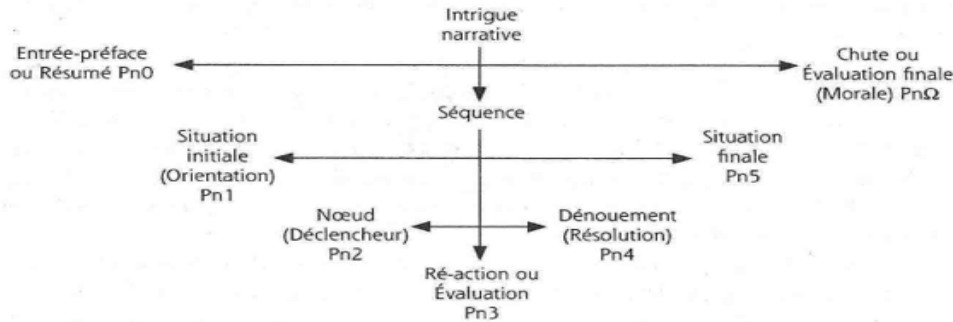 Intrigue
narrative
Entrée-préface
ou Résumé Pn0
Chute ou
Évaluation finale
(Morale) PnΩ
Séquence
Situation
initiale
(Orientation)
Pn1
Situation
finale
Pn5
Nœud
(Déclencheur)
Pn2
Dénouement
(Résolution)
Pn4
Ré-action ou
Évaluation
Pn3